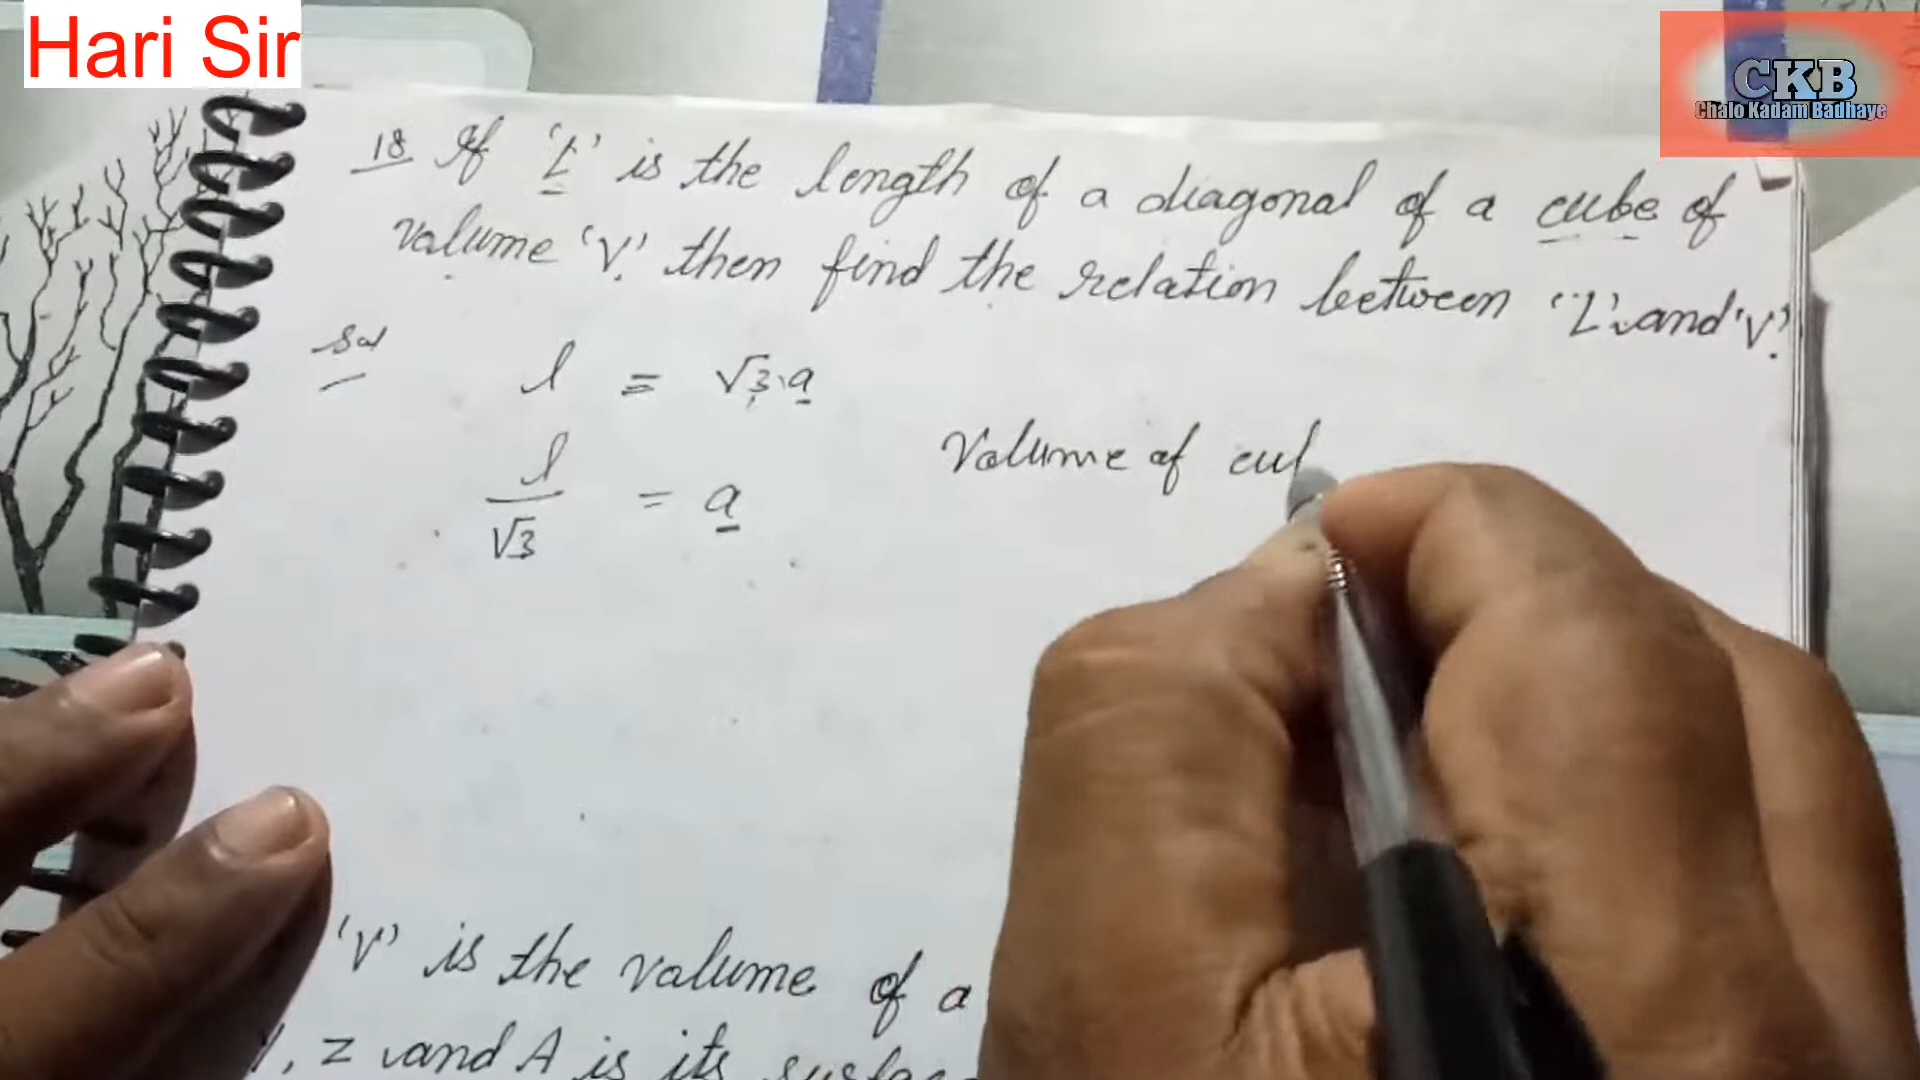 Hari Sir
CKB
Chalo Kadam Badhaye
18 If 'L' is the length of a diagonal of a cube of
volume 'V' then find the relation between 'L' and 'V'.
Sol
l = √3.a
l/√3 = a
Volume of cub
'V' is the volume of a
, z and A is its surfac